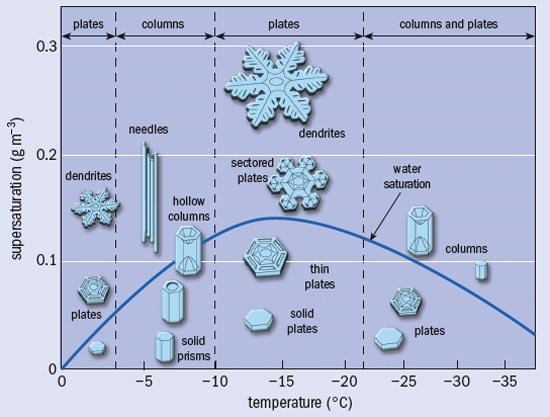 plates columns plates columns and plates
0.3
dendrites
needles
0.2
sectored
plates
water
saturation
dendrites
hollow
columns
columns
0.1
thin
plates
plates
solid
plates
plates
solid
prisms
0
0 −5 −10 −15 −20 −25 −30 −35
supersaturation (g m−3)
temperature (°C)